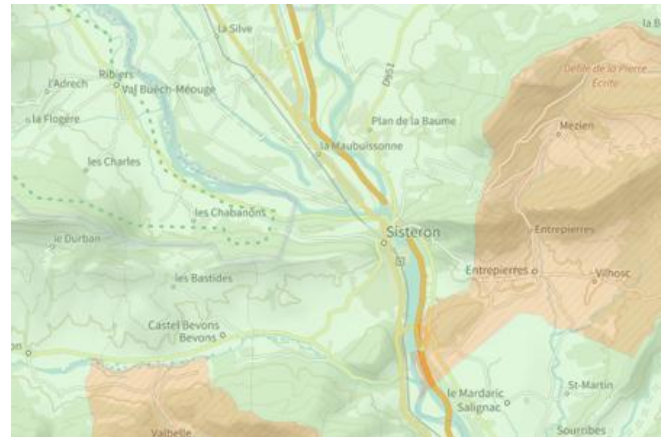 la Silve
Défilé de la Pierre
Ecrite
Ribiers
Val Buëch-Méouge
l'Adrech
D951
la Flogère
Plan de la Baume
Mézien
la Maubuissonne
les Charles
les Chabanons
Sisteron
Entrepierres
le Durban
Entrepierres
Vilhosc
les Bastides
Castel Bevons
Bevons
St-Martin
le Mardaric
Salignac
Valbelle
Sourribes